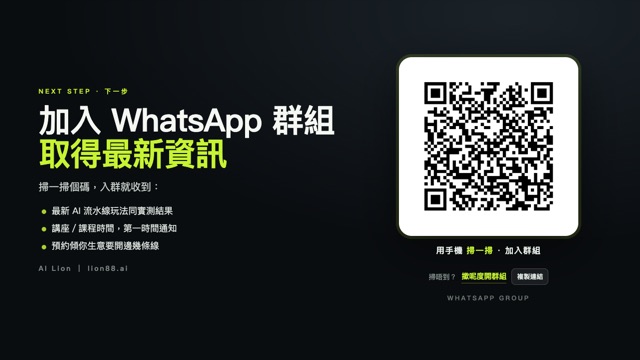 NEXT STEP · 下一步
加入 WhatsApp 群組
取得最新資訊
掃一掃個碼，入群就收到：
最新 AI 流水線玩法同實測結果
講座 / 課程時間，第一時間通知
預約傾你生意要開邊幾條線
AI Lion ｜ lion88.ai
用手機 掃一掃 · 加入群組
掃唔到？ 撳呢度開群組 複製連結
WHATSAPP GROUP